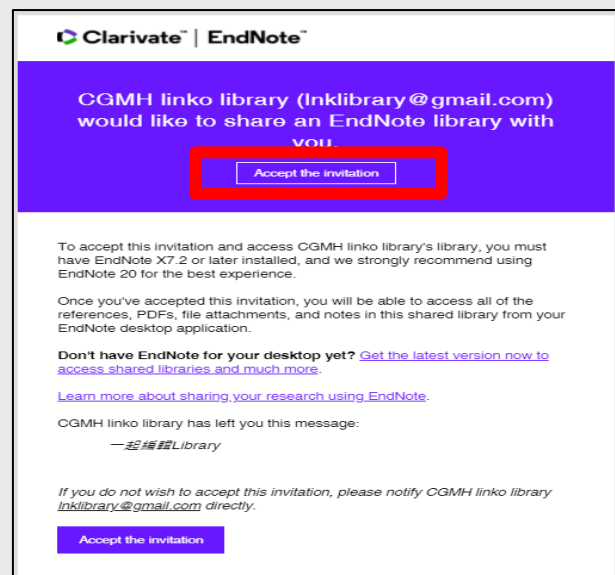 Clarivate™ | EndNote™
CGMH linko library (lnklibrary@gmail.com)
would like to share an EndNote library with
you.
Accept the invitation
To accept this invitation and access CGMH linko library's library, you must
have EndNote X7.2 or later installed, and we strongly recommend using
EndNote 20 for the best experience.
Once you've accepted this invitation, you will be able to access all of the
references, PDFs, file attachments, and notes in this shared library from your
EndNote desktop application.
Don't have EndNote for your desktop yet? Get the latest version now to
access shared libraries and much more.
Learn more about sharing your research using EndNote.
CGMH linko library has left you this message:
一起編輯Library
If you do not wish to accept this invitation, please notify CGMH linko library
lnklibrary@gmail.com directly.
Accept the invitation